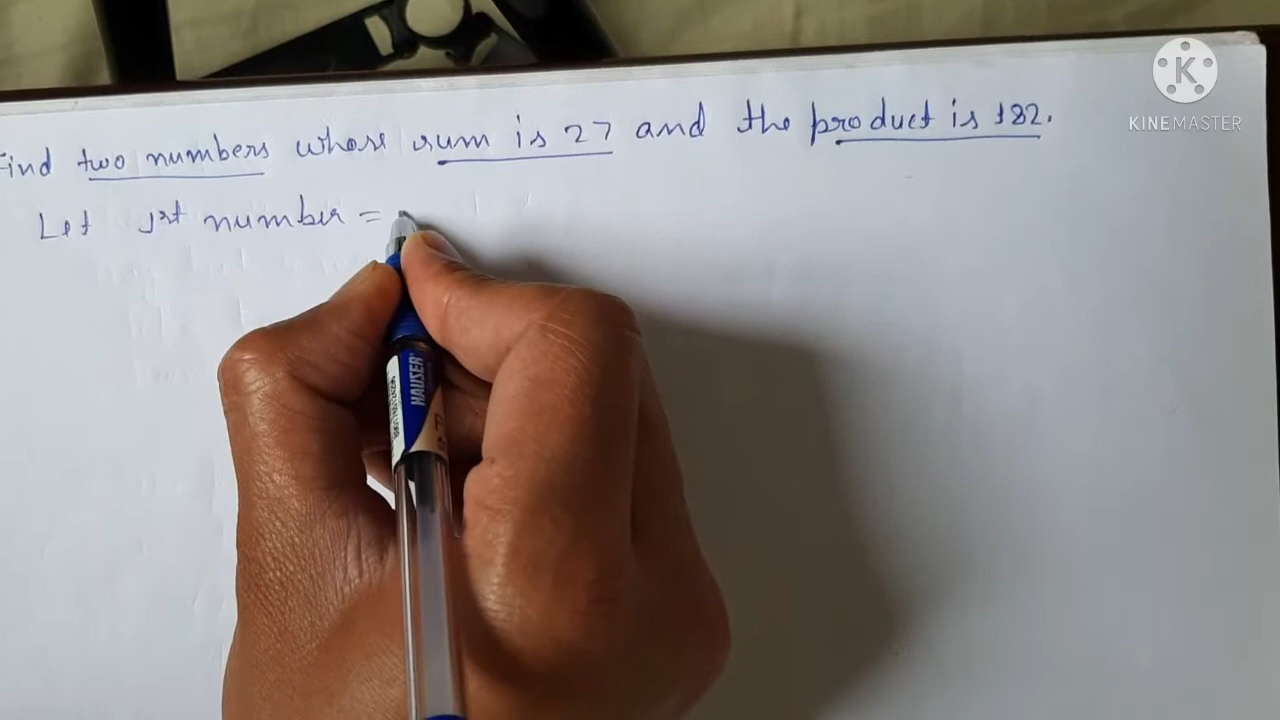 Find two numbers whose sum is 27 and the product is 182.
Let 1st number =
K
KINEMASTER
HAUSER